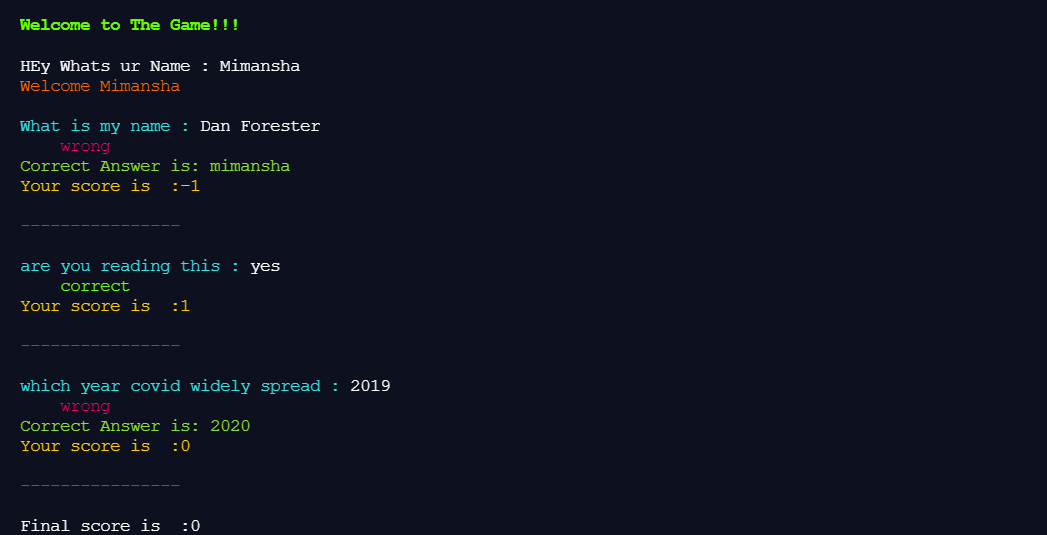 Welcome to The Game!!!
HEy Whats ur Name : Mimansha
Welcome Mimansha
What is my name : Dan Forester
wrong
Correct Answer is: mimansha
Your score is  :-1
----------------
are you reading this : yes
correct
Your score is  :1
----------------
which year covid widely spread : 2019
wrong
Correct Answer is: 2020
Your score is  :0
----------------
Final score is  :0